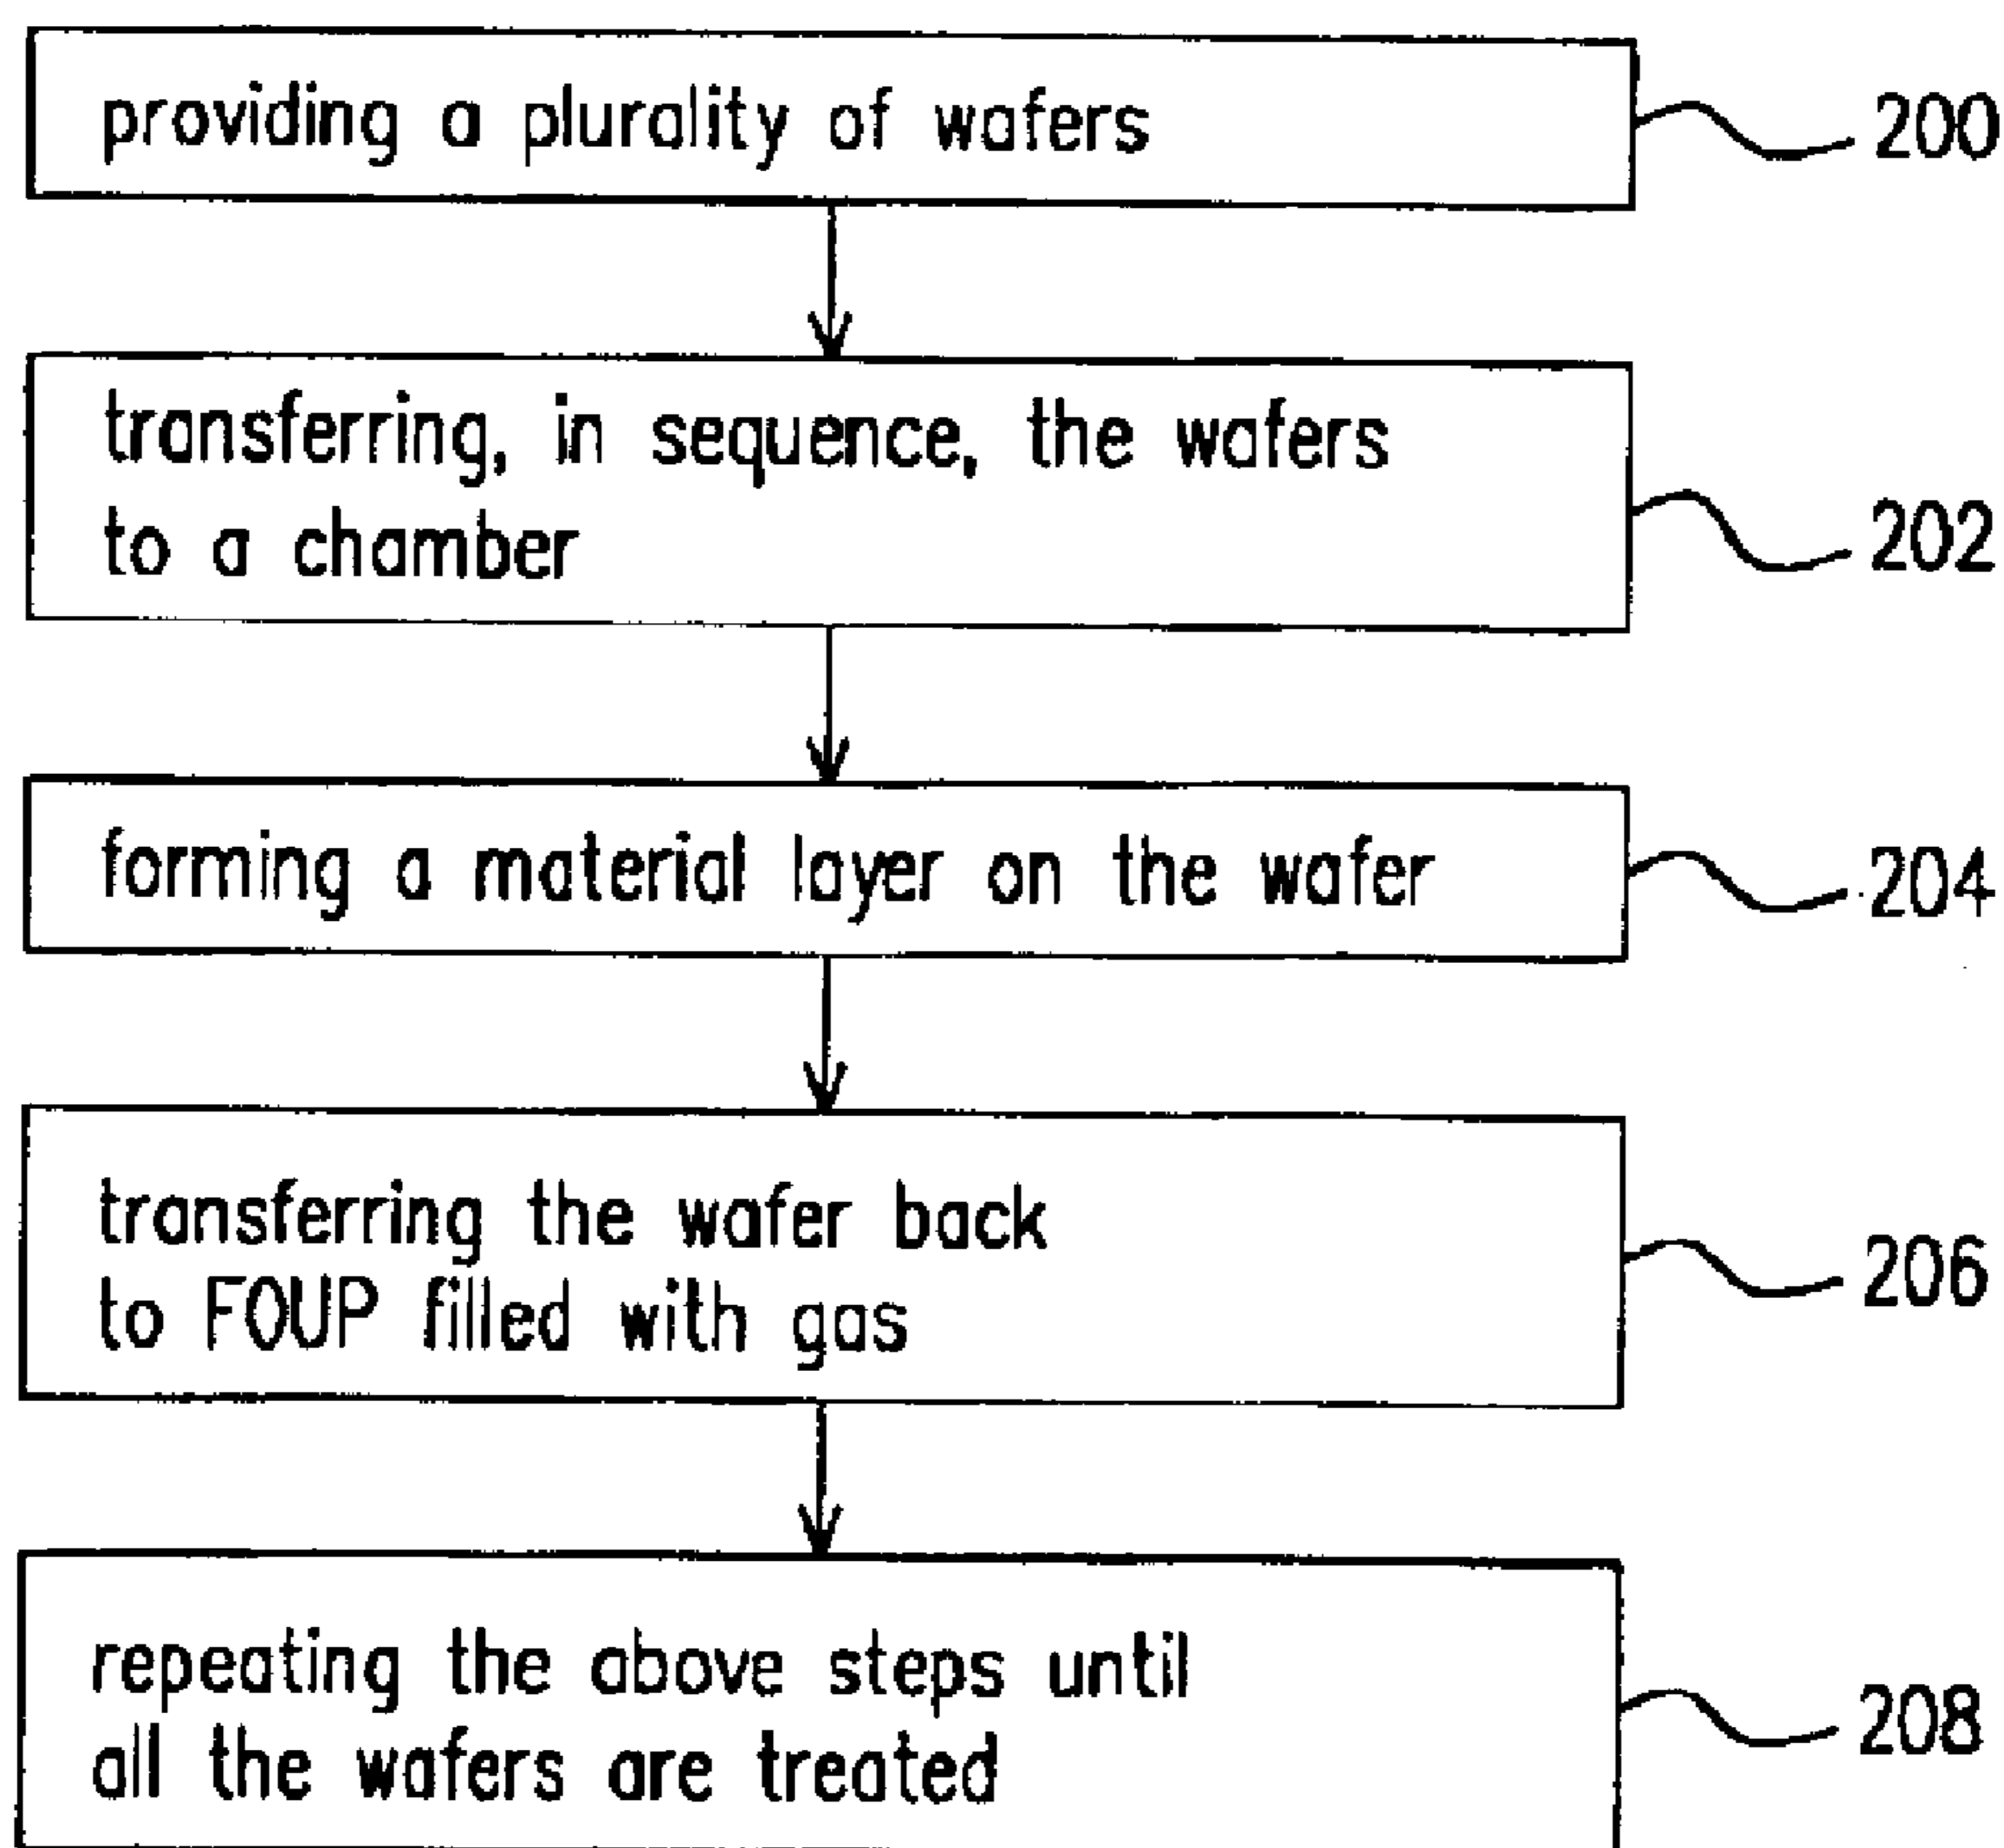 providing a plurality of wafers
200
transferring, in sequence, the wafers
to a chamber
202
forming a material layer on the wafer
204
transferring the wafer back
to FOUP filled with gas
206
repeating the above steps until
all the wafers are treated
208